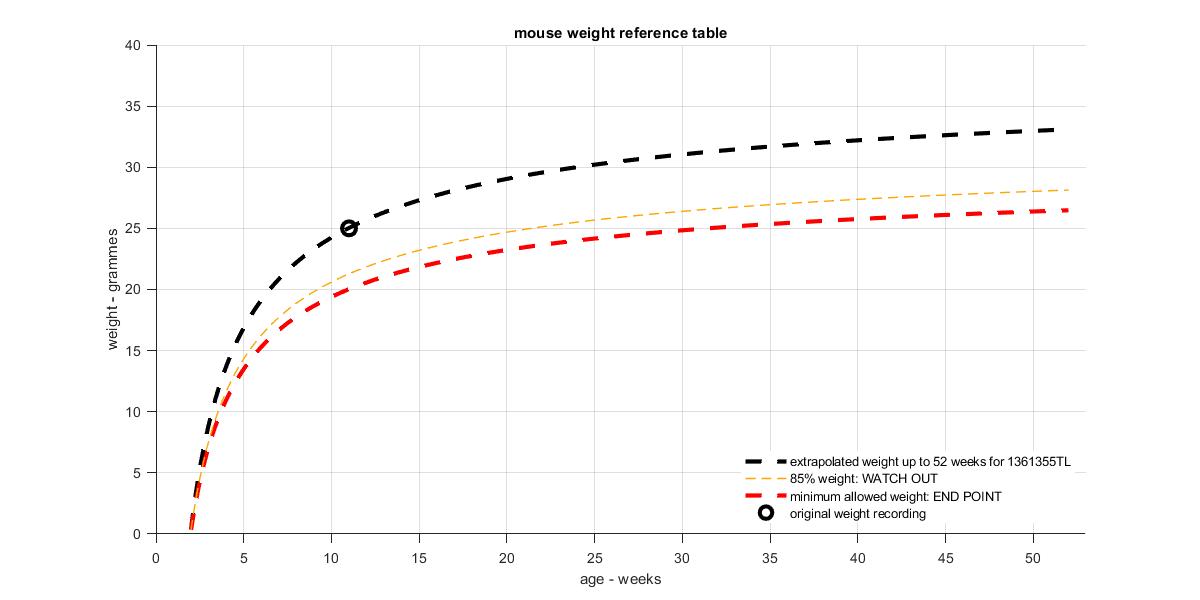 mouse weight reference table
40
35
30
25
20
15
10
5
0
weight - grammes
extrapolated weight up to 52 weeks for 1361355TL
85% weight: WATCH OUT
minimum allowed weight: END POINT
original weight recording
0 5 10 15 20 25 30 35 40 45 50
age - weeks